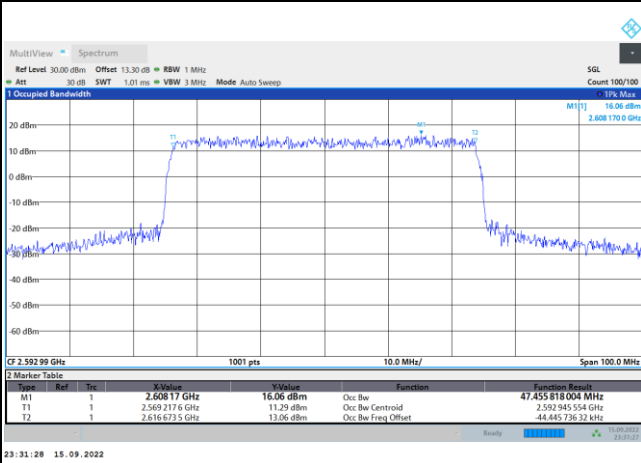 MultiView Spectrum
Ref Level 30.00 dBm Offset 13.30 dB RBW 1 MHz SGL
Att 30 dB SWT 1.01 ms VBW 3 MHz Mode Auto Sweep Count 100/100
1 Occupied Bandwidth 1Pk Max
M1[1] 16.06 dBm
2.608 170 0 GHz
20 dBm
T1 M1 T2
10 dBm
0 dBm
-10 dBm
-20 dBm
-30 dBm
-40 dBm
-50 dBm
-60 dBm
CF 2.592 99 GHz 1001 pts 10.0 MHz/ Span 100.0 MHz
2 Marker Table
Type Ref Trc X-Value Y-Value Function Function Result
M1 1 2.608 17 GHz 16.06 dBm Occ Bw 47.455 818 004 MHz
T1 1 2.569 217 6 GHz 11.29 dBm Occ Bw Centroid 2.592 945 554 GHz
T2 1 2.616 673 5 GHz 13.06 dBm Occ Bw Freq Offset -44.445 736 32 kHz
Ready 15.09.2022
23:31:27
23:31:28 15.09.2022